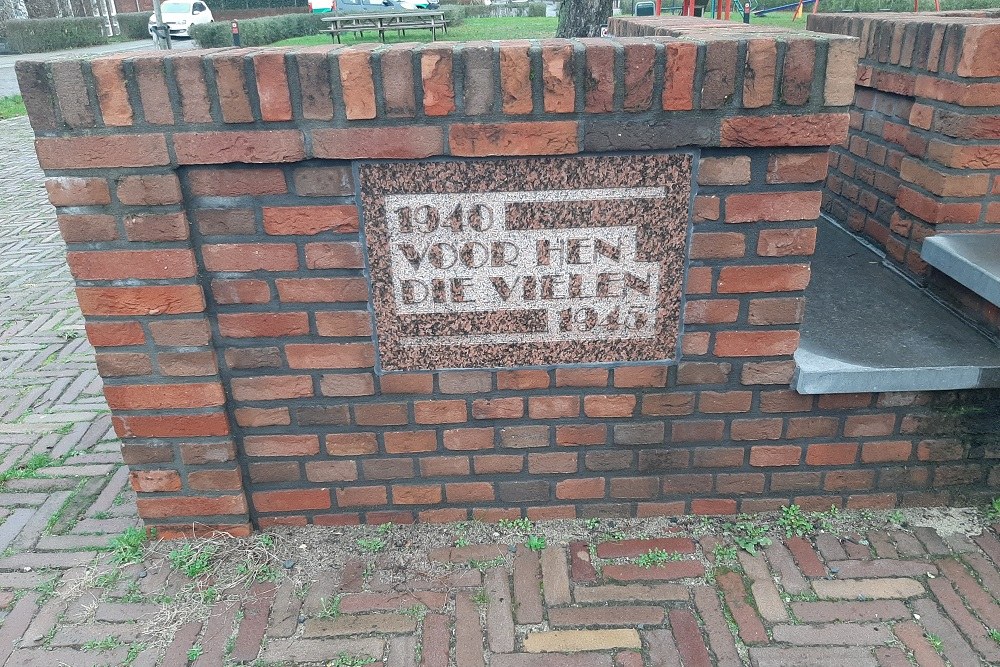 1940
VOOR HEN
DIE VIELEN
1945